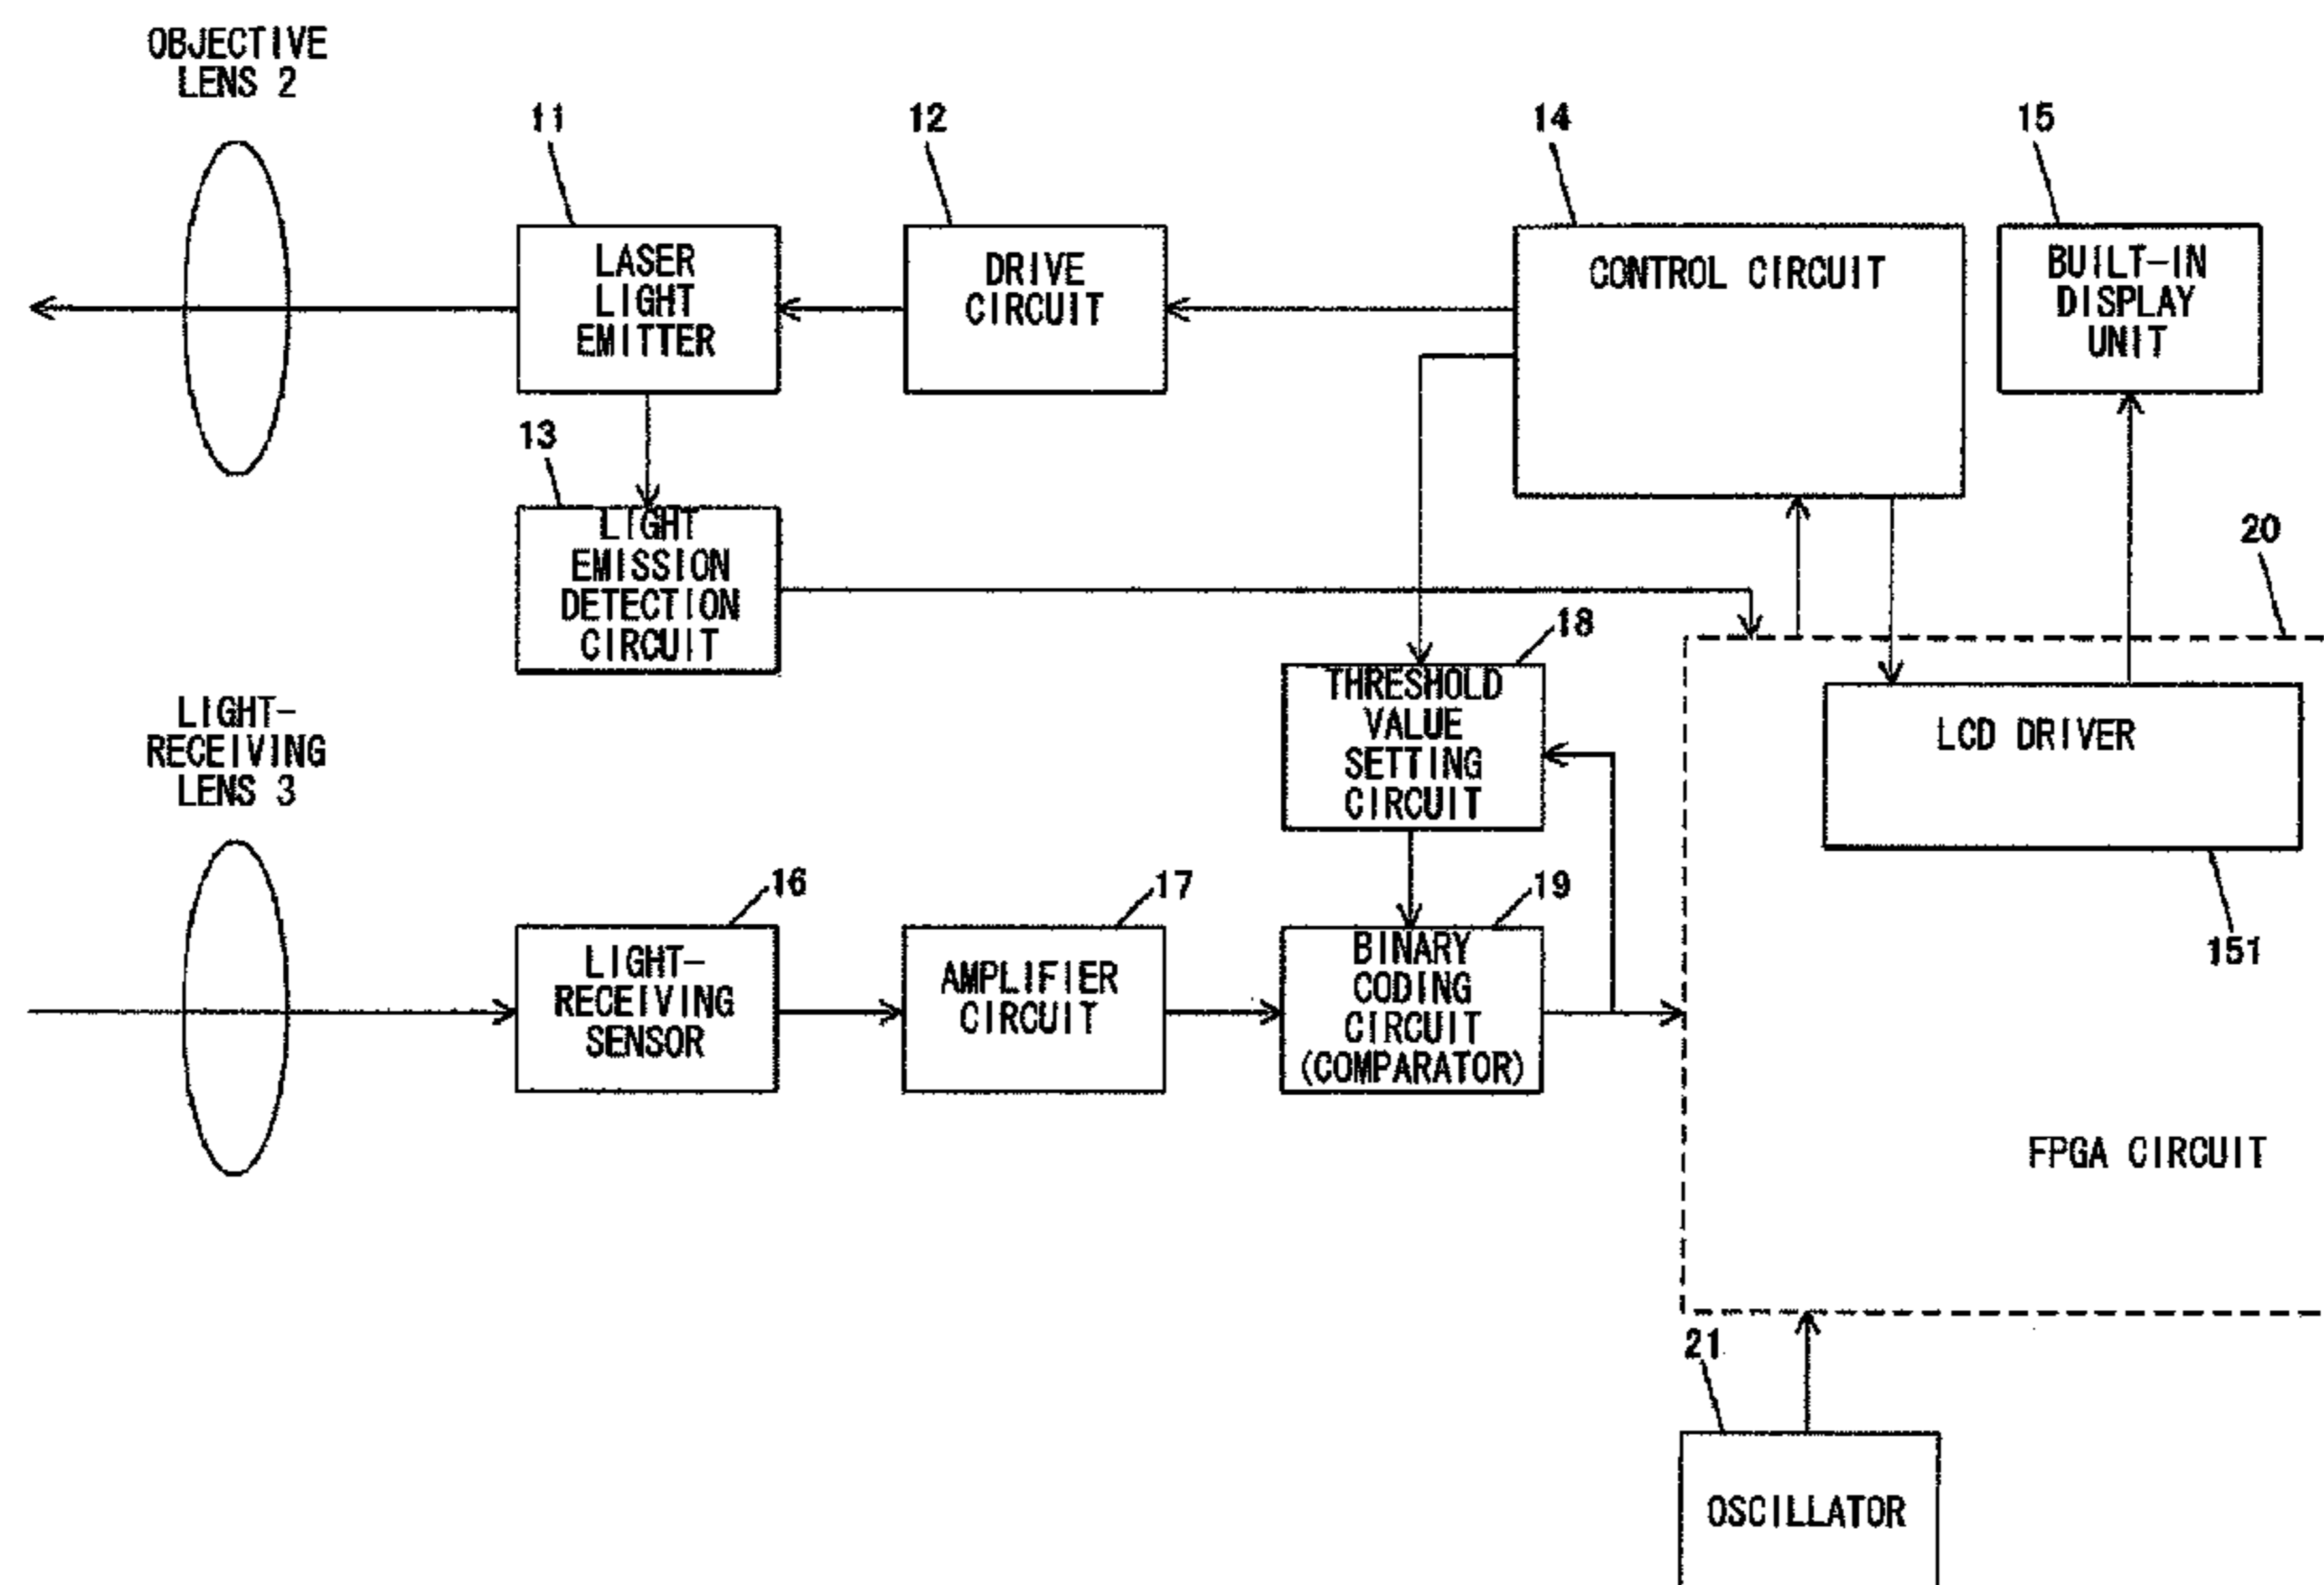 OBJECTIVE
LENS 2
11
12
14
15
LASER
LIGHT
EMITTER
DRIVE
CIRCUIT
CONTROL CIRCUIT
BUILT-IN
DISPLAY
UNIT
13
LIGHT
EMISSION
DETECTION
CIRCUIT
20
18
THRESHOLD
VALUE
SETTING
CIRCUIT
LCD DRIVER
151
LIGHT-
RECEIVING
LENS 3
16
17
19
LIGHT-
RECEIVING
SENSOR
AMPLIFIER
CIRCUIT
BINARY
CODING
CIRCUIT
(COMPARATOR)
FPGA CIRCUIT
21
OSCILLATOR